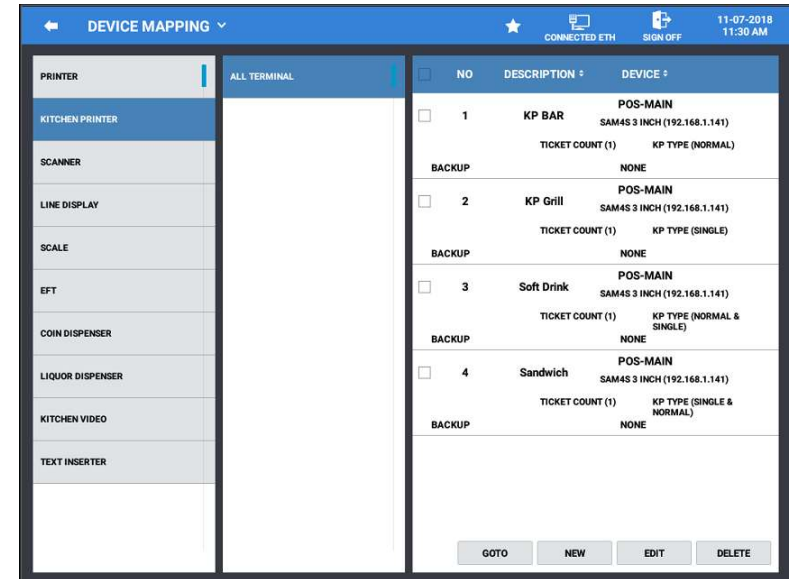 DEVICE MAPPING
CONNECTED ETH
SIGN OFF
11-07-2018
11:30 AM
PRINTER
KITCHEN PRINTER
SCANNER
LINE DISPLAY
SCALE
EFT
COIN DISPENSER
LIQUOR DISPENSER
KITCHEN VIDEO
TEXT INSERTER
ALL TERMINAL
NO DESCRIPTION DEVICE
POS-MAIN
1 KP BAR SAM4S 3 INCH (192.168.1.141)
TICKET COUNT (1) KP TYPE (NORMAL)
BACKUP NONE
POS-MAIN
2 KP Grill SAM4S 3 INCH (192.168.1.141)
TICKET COUNT (1) KP TYPE (SINGLE)
BACKUP NONE
POS-MAIN
3 Soft Drink SAM4S 3 INCH (192.168.1.141)
TICKET COUNT (1) KP TYPE (NORMAL &
SINGLE)
BACKUP NONE
POS-MAIN
4 Sandwich SAM4S 3 INCH (192.168.1.141)
TICKET COUNT (1) KP TYPE (SINGLE &
NORMAL)
BACKUP NONE
GOTO NEW EDIT DELETE